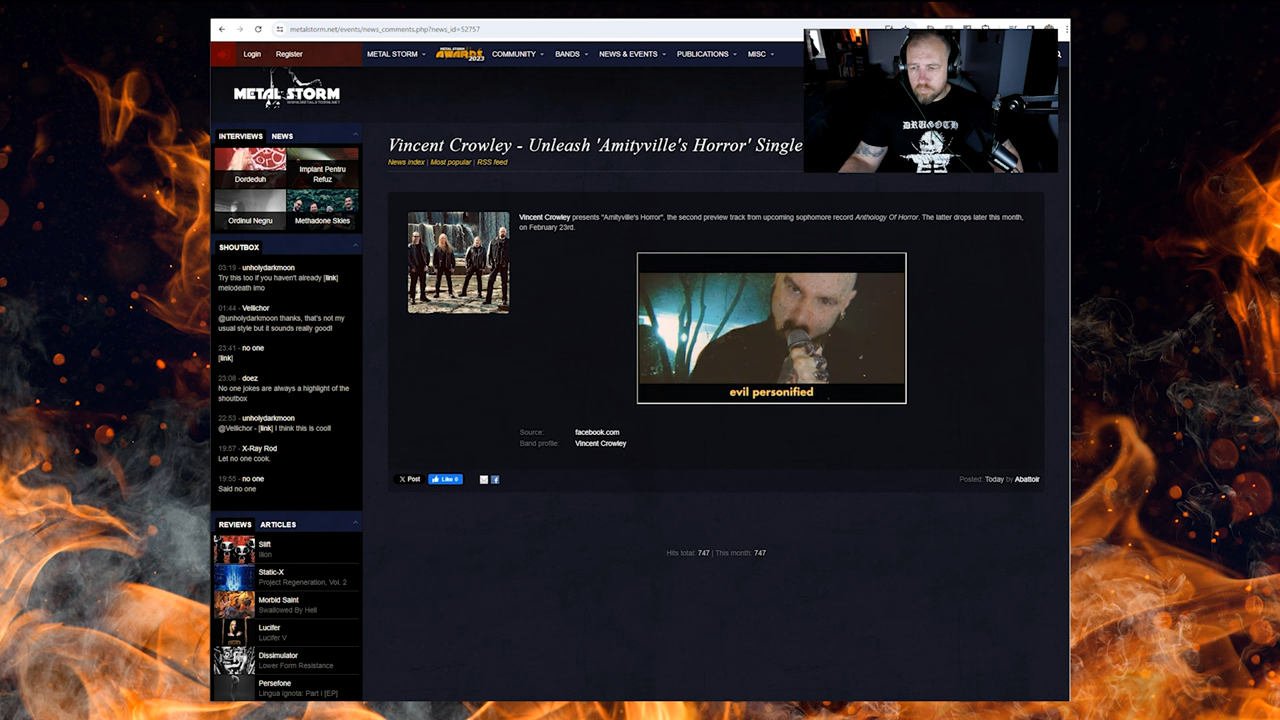 metalstorm.net/events/news_comments.php?news_id=52757
Login Register
METAL STORM METAL STORM AWARDS 2023 COMMUNITY BANDS NEWS & EVENTS PUBLICATIONS MISC
METAL STORM
WWW.METALSTORM.NET
DRUGOTH
Vincent Crowley - Unleash 'Amityville's Horror' Single
News index | Most popular | RSS feed
INTERVIEWS NEWS
Dordeduh
Implant Pentru
Refuz
Ordinul Negru
Methadone Skies
SHOUTBOX
03:19 - unholydarkmoon
Try this too if you haven't already [link]
melodeath imo
01:44 - Vellichor
@unholydarkmoon thanks, that's not my
usual style but it sounds really good!
23:41 - no one
[link]
23:08 - doez
No one jokes are always a highlight of the
shoutbox
22:53 - unholydarkmoon
@Vellichor - [link] I think this is cool!
19:57 - X-Ray Rod
Let no one cook.
19:55 - no one
Said no one
REVIEWS ARTICLES
Slift
Ilion
Static-X
Project Regeneration, Vol. 2
Morbid Saint
Swallowed By Hell
Lucifer
Lucifer V
Dissimulator
Lower Form Resistance
Persefone
Lingua Ignota: Part I [EP]
Vincent Crowley presents "Amityville's Horror", the second preview track from upcoming sophomore record Anthology Of Horror. The latter drops later this month,
on February 23rd.
evil personified
Source: facebook.com
Band profile: Vincent Crowley
X Post Like 0
Posted: Today by Abattoir
Hits total: 747 | This month: 747